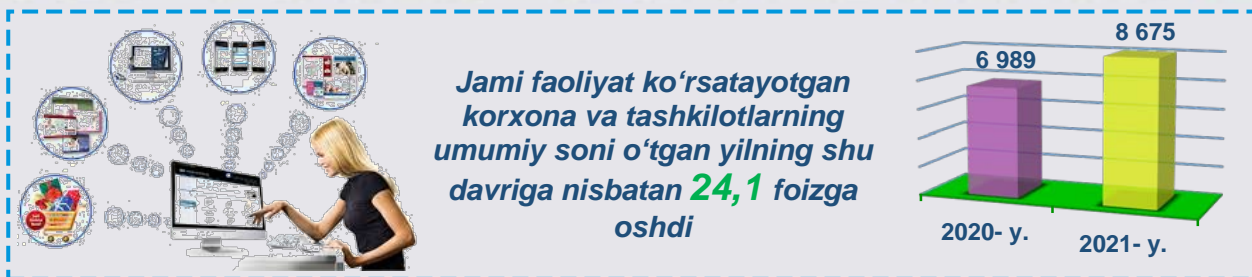 Jami faoliyat ko‘rsatayotgan
korxona va tashkilotlarning
umumiy soni o‘tgan yilning shu
davriga nisbatan 24,1 foizga
oshdi
6 989
8 675
2020- y.
2021- y.